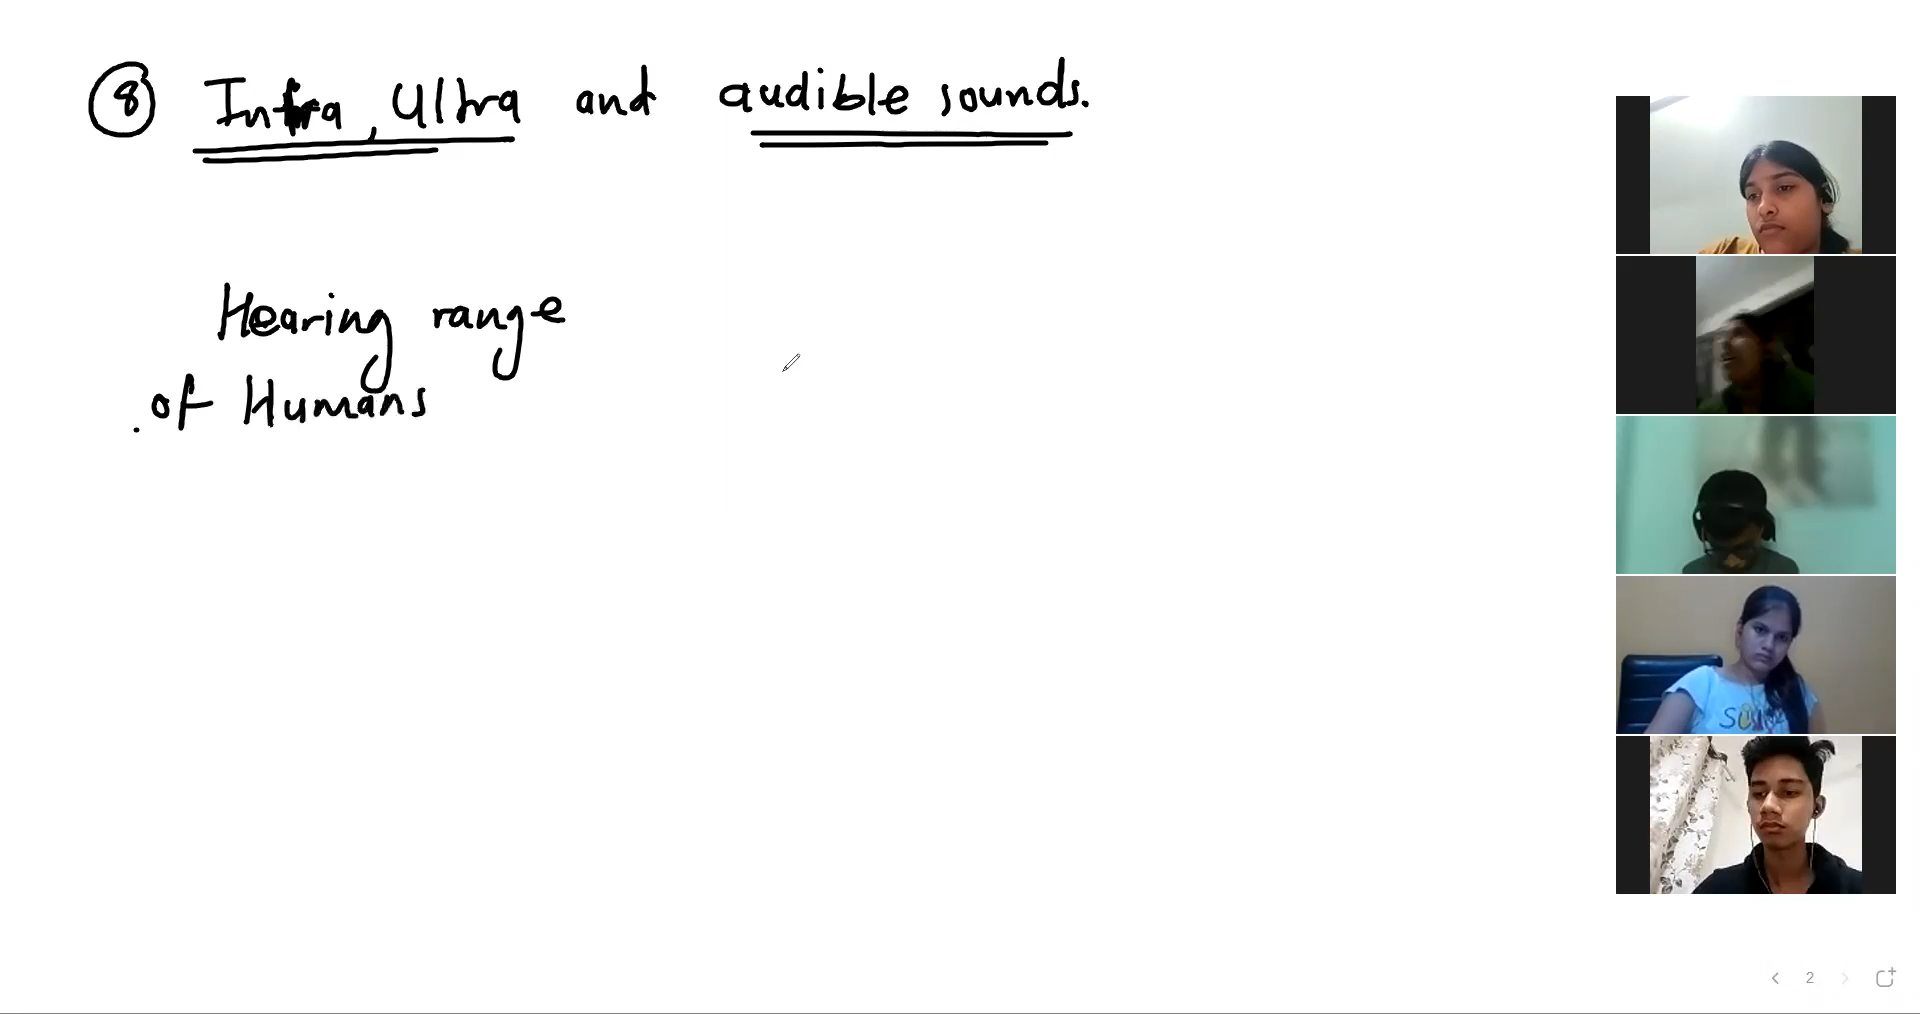 8 Infra, Ultra and audible sounds.
Hearing range
of Humans
2